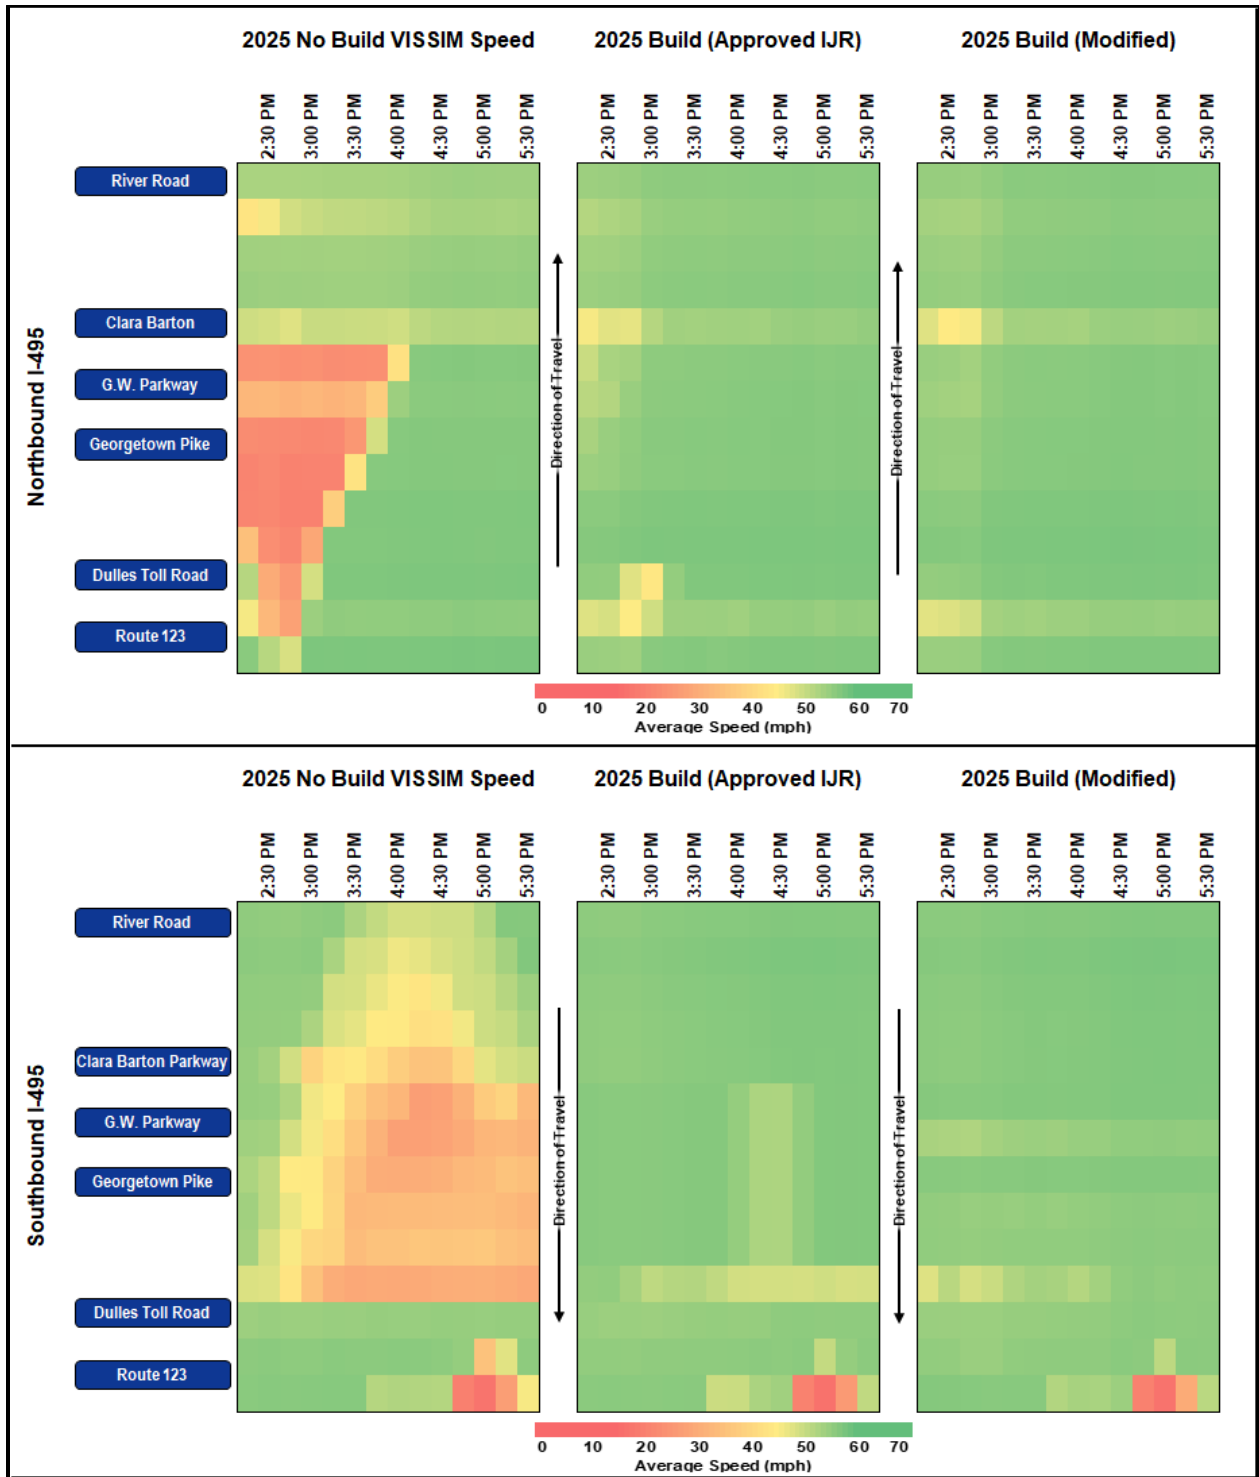 2025 No Build VISSIM Speed
2025 Build (Approved IJR)
2025 Build (Modified)
2:30 PM
3:00 PM
3:30 PM
4:00 PM
4:30 PM
5:00 PM
5:30 PM
2:30 PM
3:00 PM
3:30 PM
4:00 PM
4:30 PM
5:00 PM
5:30 PM
2:30 PM
3:00 PM
3:30 PM
4:00 PM
4:30 PM
5:00 PM
5:30 PM
Northbound I-495
River Road
Clara Barton
G.W. Parkway
Georgetown Pike
Dulles Toll Road
Route 123
Direction of Travel
Direction of Travel
0 10 20 30 40 50 60 70
Average Speed (mph)
2025 No Build VISSIM Speed
2025 Build (Approved IJR)
2025 Build (Modified)
2:30 PM
3:00 PM
3:30 PM
4:00 PM
4:30 PM
5:00 PM
5:30 PM
2:30 PM
3:00 PM
3:30 PM
4:00 PM
4:30 PM
5:00 PM
5:30 PM
2:30 PM
3:00 PM
3:30 PM
4:00 PM
4:30 PM
5:00 PM
5:30 PM
Southbound I-495
River Road
Clara Barton Parkway
G.W. Parkway
Georgetown Pike
Dulles Toll Road
Route 123
Direction of Travel
Direction of Travel
0 10 20 30 40 50 60 70
Average Speed (mph)